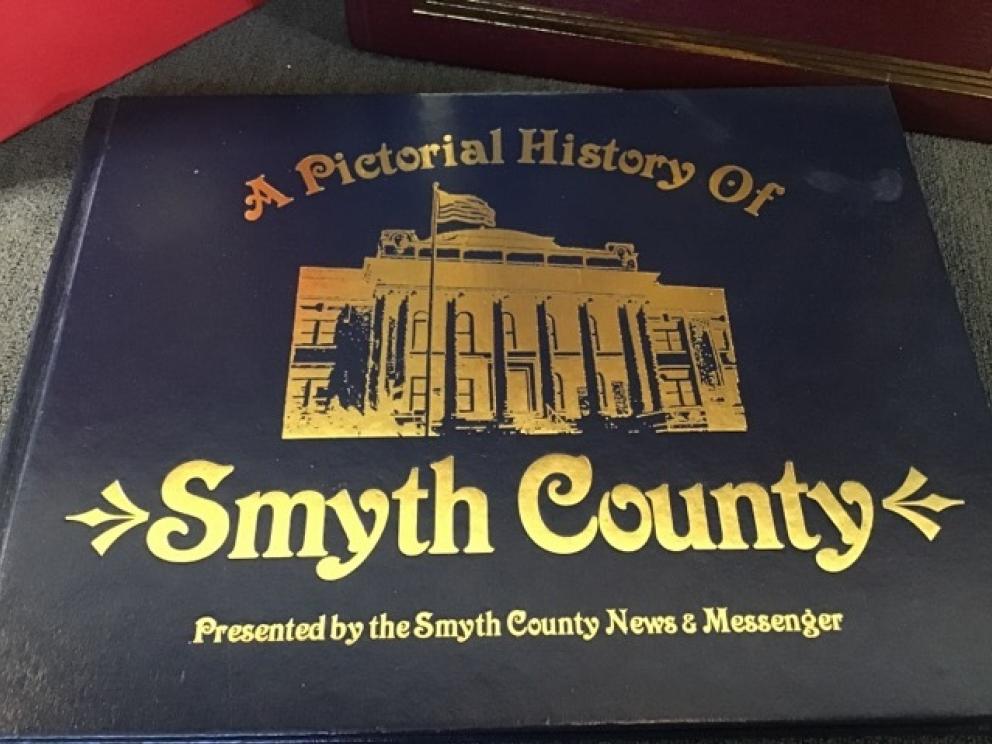 A Pictorial History Of
Smyth County
Presented by the Smyth County News & Messenger